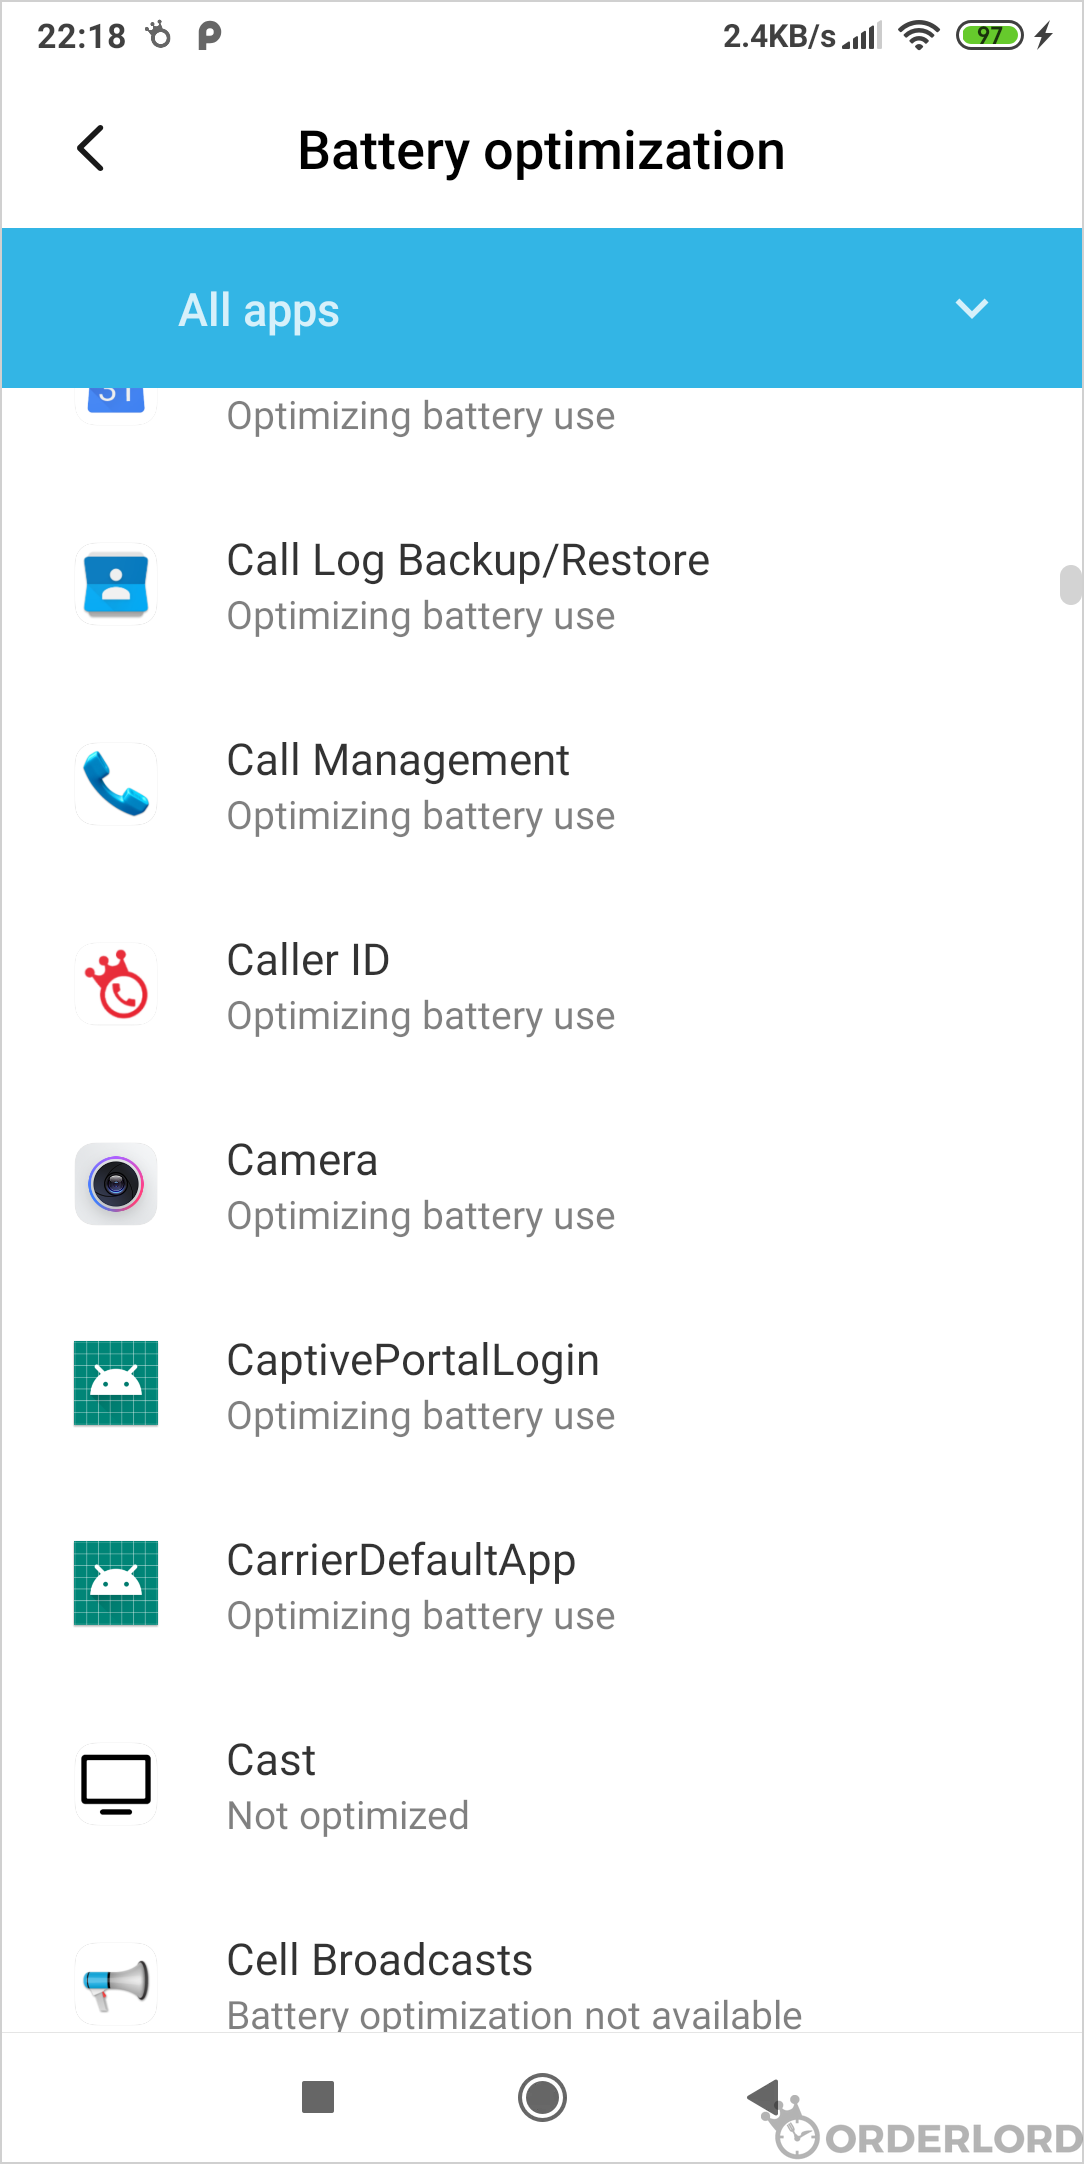 22:18
2.4KB/s
97
Battery optimization
All apps
31
Optimizing battery use
Call Log Backup/Restore
Optimizing battery use
Call Management
Optimizing battery use
Caller ID
Optimizing battery use
Camera
Optimizing battery use
CaptivePortalLogin
Optimizing battery use
CarrierDefaultApp
Optimizing battery use
Cast
Not optimized
Cell Broadcasts
Battery optimization not available
ORDERLORD